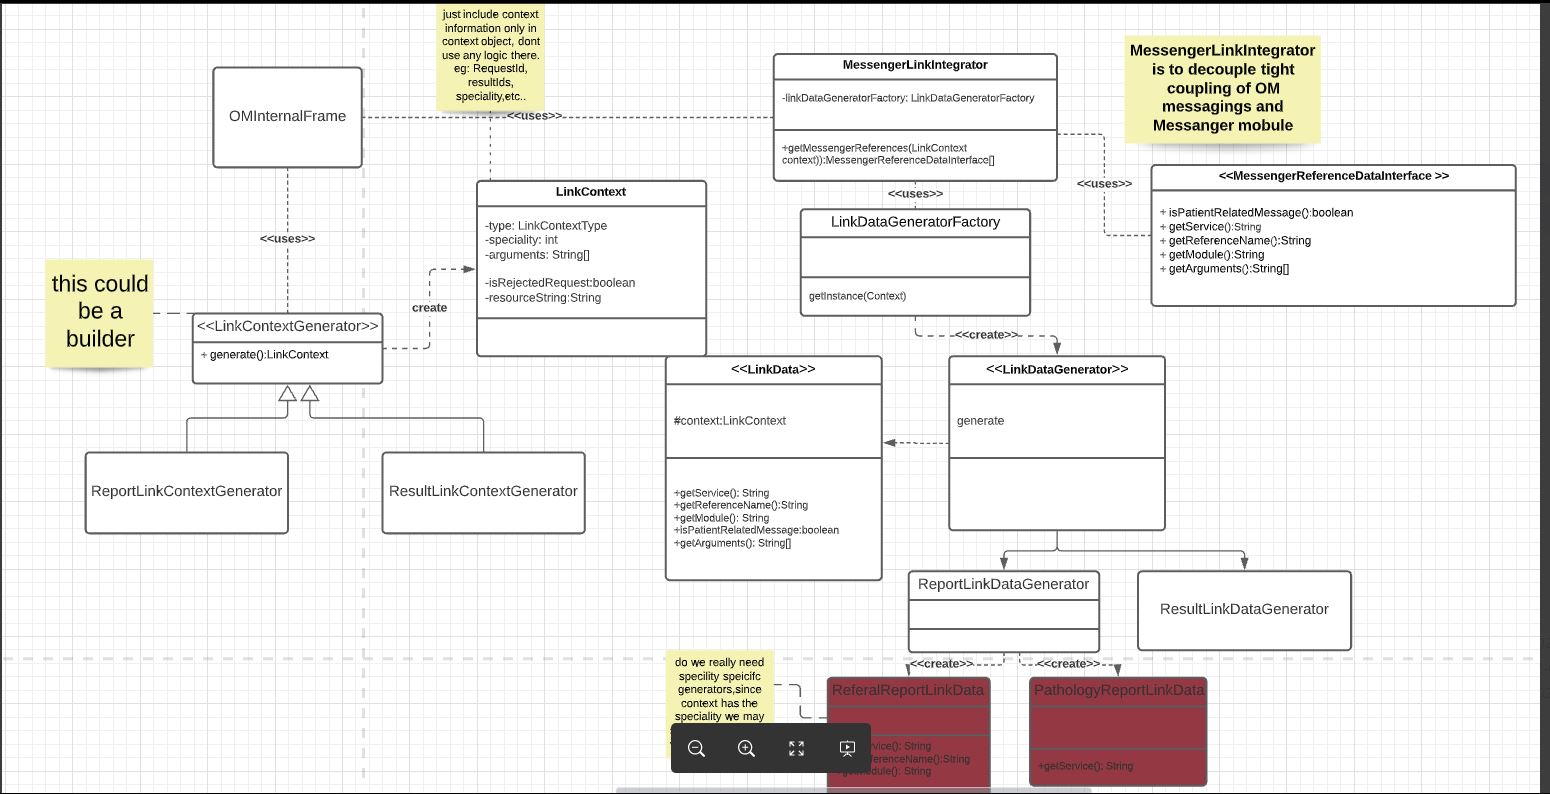 just include context
information only in
context object, dont
use any logic there.
eg: RequestId,
resultIds,
speciality,etc..
OMInternalFrame
<<uses>>
MessengerLinkIntegrator
-linkDataGeneratorFactory: LinkDataGeneratorFactory
+getMessengerReferences(LinkContext
context)):MessengerReferenceDataInterface[]
MessengerLinkIntegrator
is to decouple tight
coupling of OM
messagings and
Messanger mobule
<<uses>>
<<uses>>
<<MessengerReferenceDataInterface >>
+ isPatientRelatedMessage():boolean
+ getService():String
+ getReferenceName():String
+ getModule():String
+ getArguments():String[]
LinkContext
-type: LinkContextType
-speciality: int
-arguments: String[]
-isRejectedRequest:boolean
-resourceString:String
LinkDataGeneratorFactory
getInstance(Context)
<<uses>>
this could
be a
builder
<<LinkContextGenerator>>
+ generate():LinkContext
create
<<create>>
<<LinkData>>
#context:LinkContext
+getService(): String
+getReferenceName():String
+getModule(): String
+isPatientRelatedMessage:boolean
+getArguments(): String[]
<<LinkDataGenerator>>
generate
ReportLinkContextGenerator
ResultLinkContextGenerator
ReportLinkDataGenerator
ResultLinkDataGenerator
<<create>>
<<create>>
do we really need
specility speicifc
generators,since
context has the
speciality we may
ReferalReportLinkData
rvice(): String
ferenceName():String
odule(): String
PathologyReportLinkData
+getService(): String